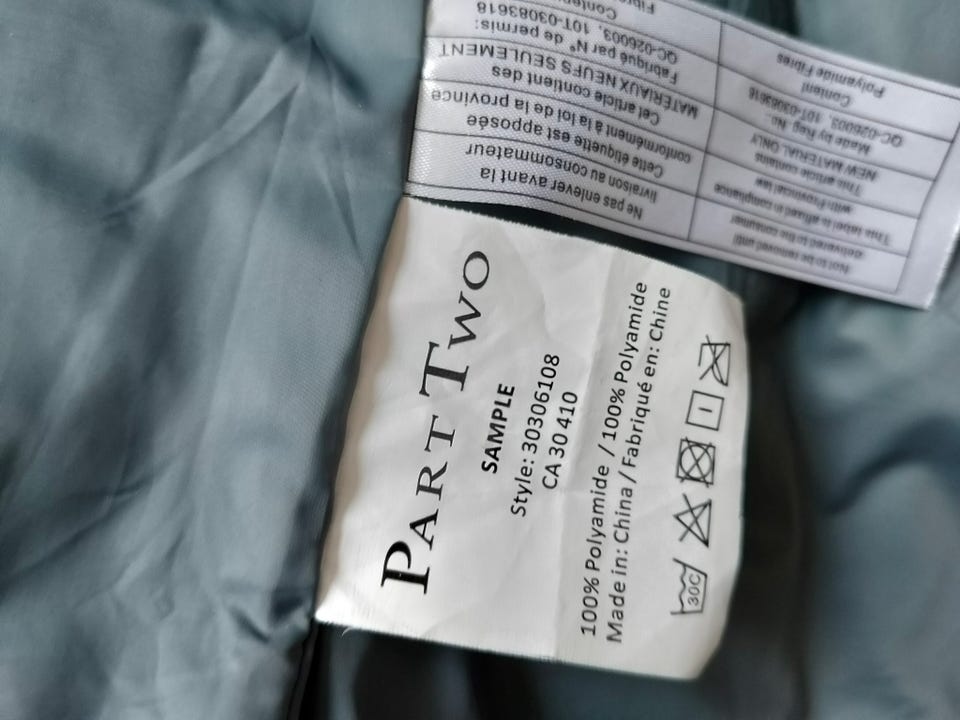 PART TWO
SAMPLE
Style: 30306108
CA 30 410
100% Polyamide / 100% Polyamide
Made in: China / Fabriqué en: Chine
30C
Not to be removed until
delivered to the consumer
This label is affixed in compliance
with Provincial law
This article contains
NEW MATERIAL ONLY
Made by Reg. No.
QC-026003, 10T-03083618
Content
Polyamide Fibres
Ne pas enlever avant la
livraison au consommateur
Cette étiquette est apposée
conformément à la loi de la province
Cet article contient des
MATÉRIAUX NEUFS SEULEMENT
Fabriqué par N° de permis:
QC-026003, 10T-03083618